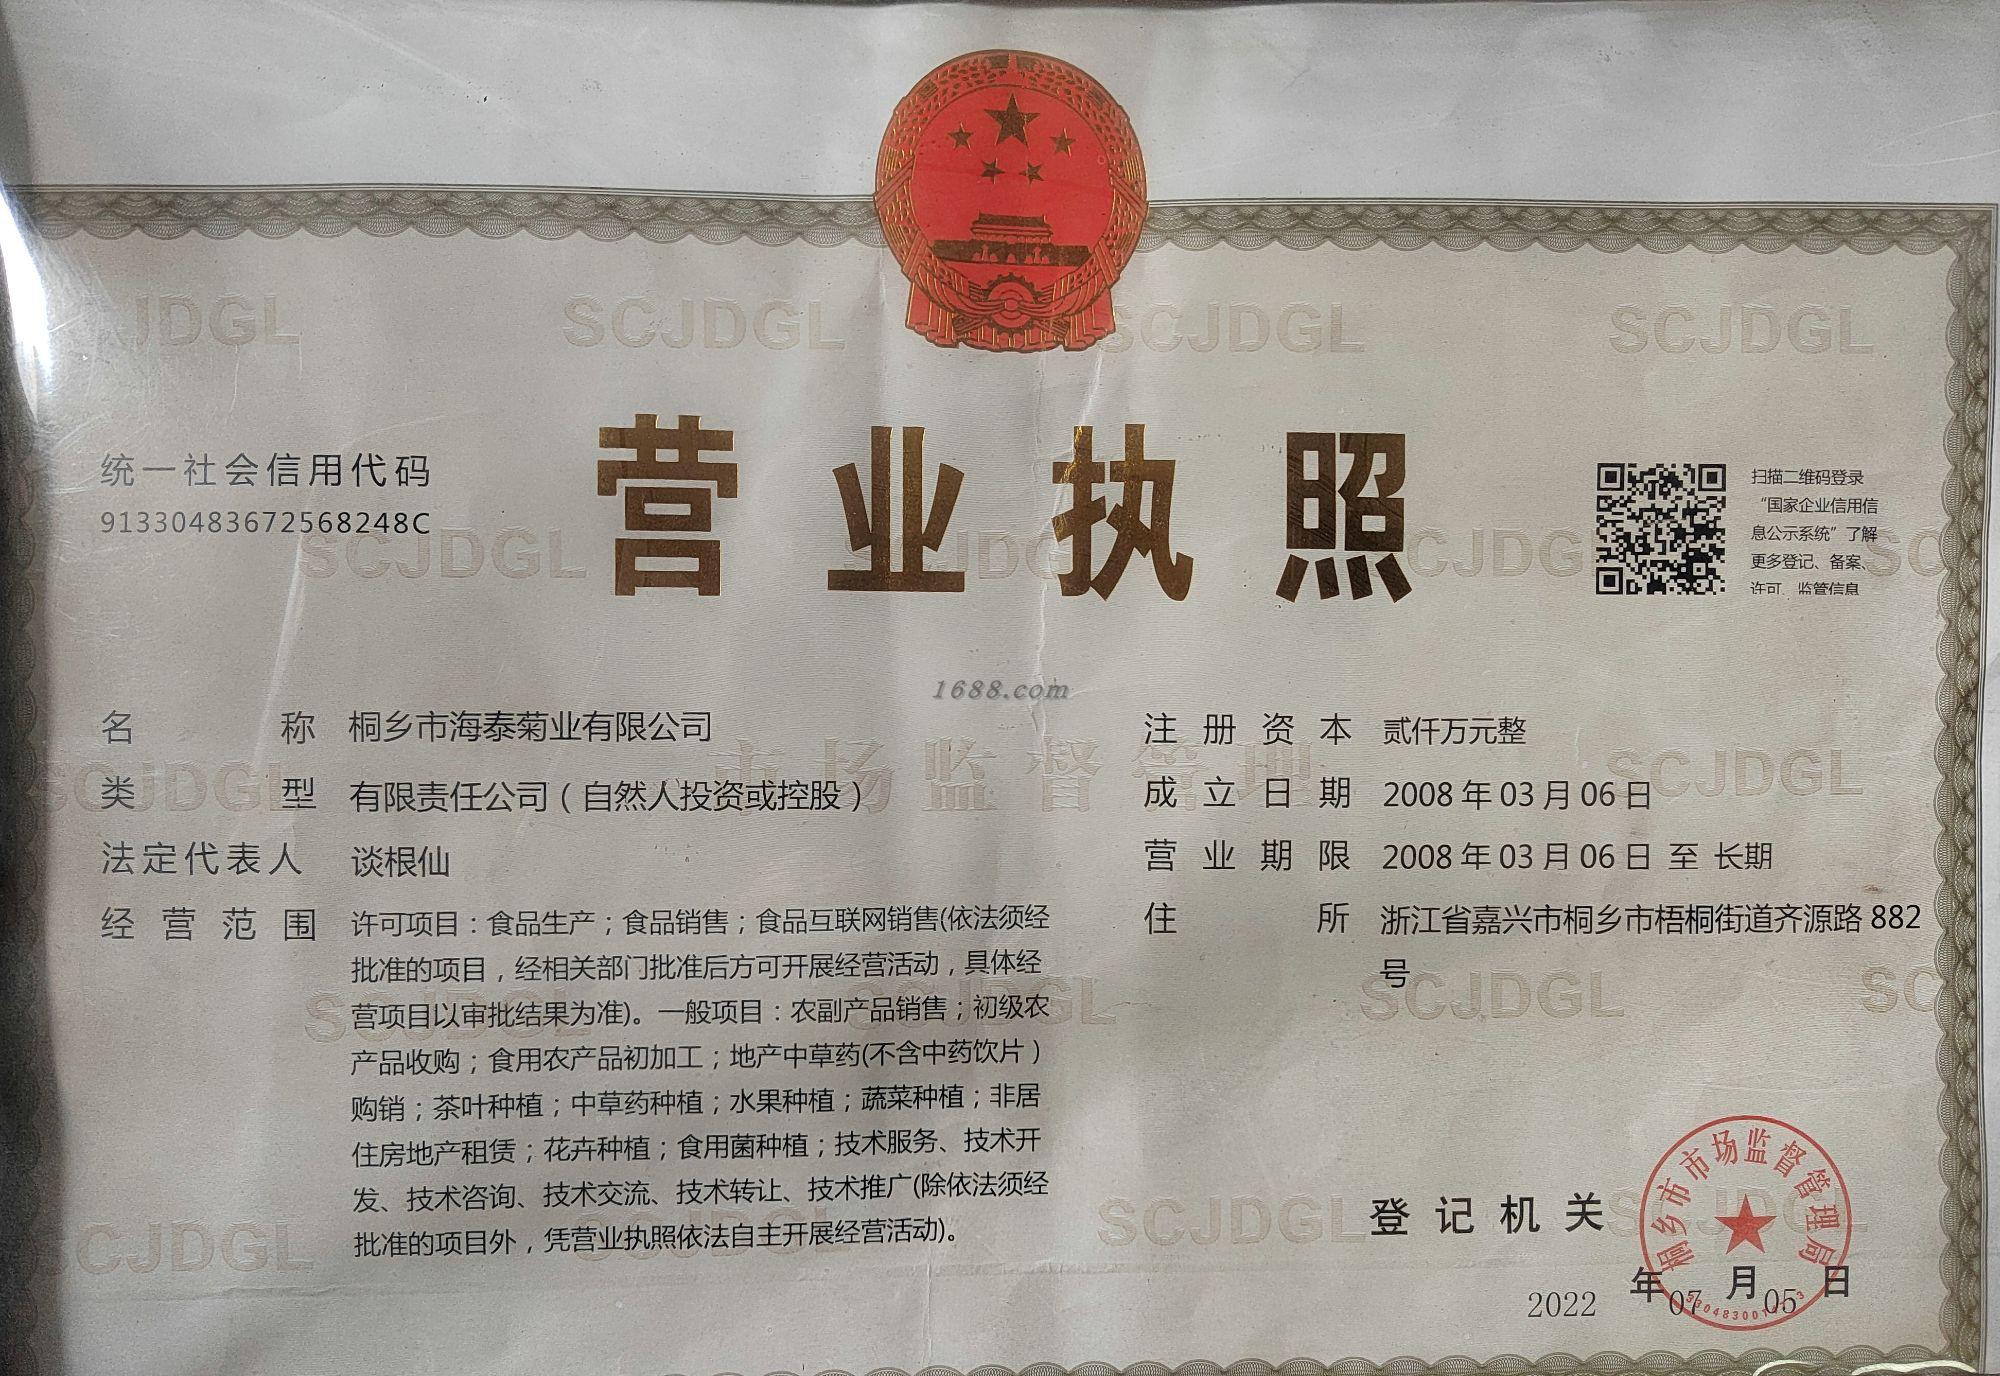 统一社会信用代码
91330483672568248C
营业执照
扫描二维码登录
“国家企业信用信
息公示系统”了解
更多登记、备案、
许可、监管信息
1688.com
名称 桐乡市海泰菊业有限公司
类型 有限责任公司（自然人投资或控股）
法定代表人 谈根仙
经营范围 许可项目：食品生产；食品销售；食品互联网销售(依法须经
批准的项目，经相关部门批准后方可开展经营活动，具体经
营项目以审批结果为准)。一般项目：农副产品销售；初级农
产品收购；食用农产品初加工；地产中草药(不含中药饮片）
购销；茶叶种植；中草药种植；水果种植；蔬菜种植；非居
住房地产租赁；花卉种植；食用菌种植；技术服务、技术开
发、技术咨询、技术交流、技术转让、技术推广(除依法须经
批准的项目外，凭营业执照依法自主开展经营活动)。
注册资本 贰仟万元整
成立日期 2008年03月06日
营业期限 2008年03月06日 至 长期
住所 浙江省嘉兴市桐乡市梧桐街道齐源路882
号
登记机关
桐乡市市场监督管理局
2022年07月05日
SCJDGL
市场监督管理